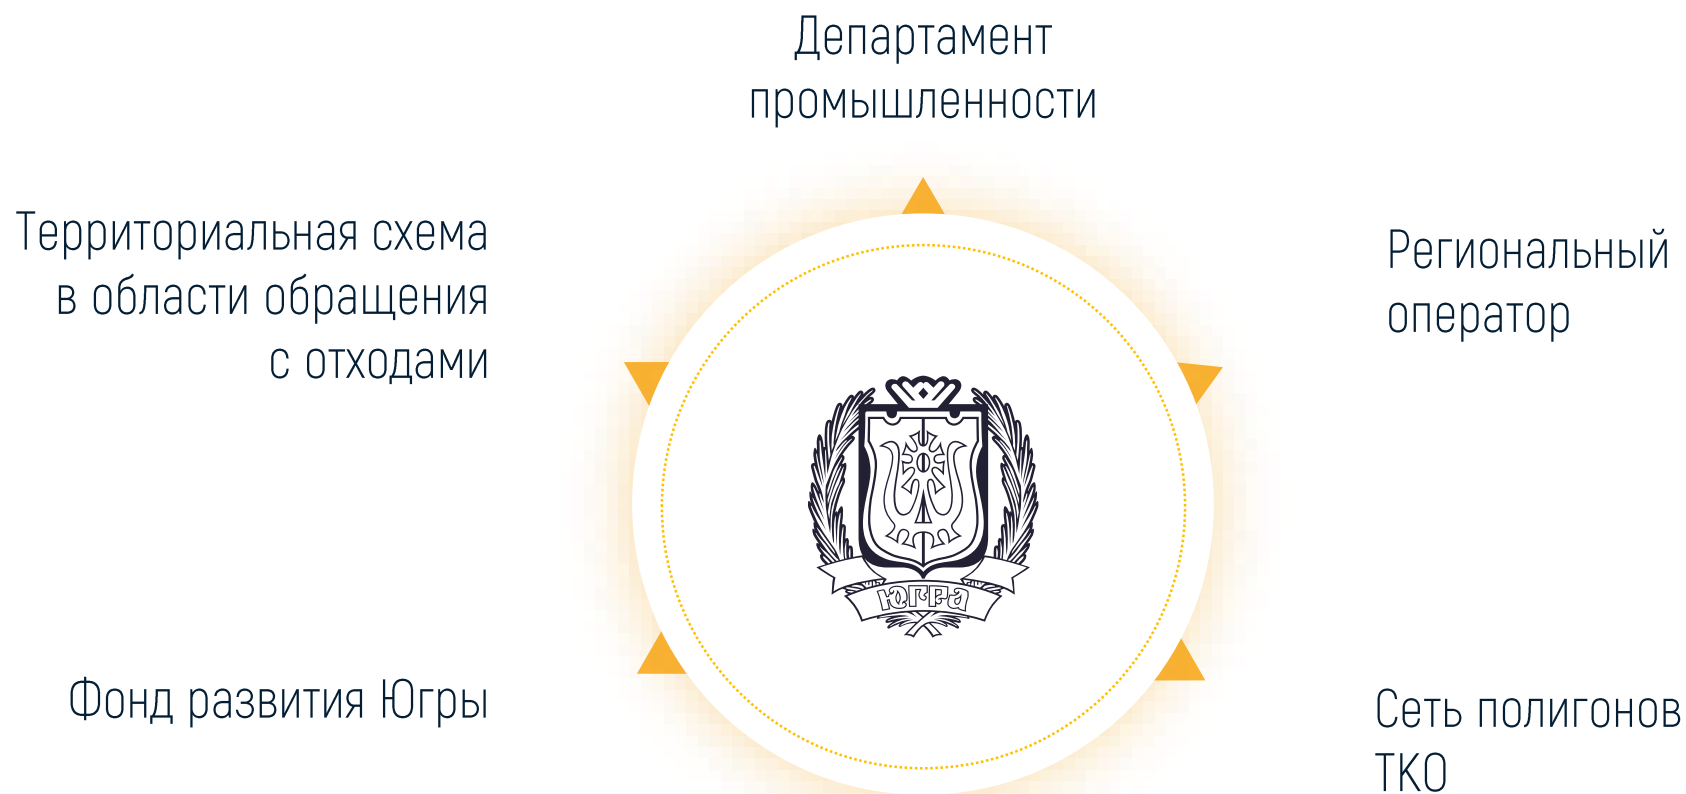 Департамент
промышленности
Территориальная схема
в области обращения
с отходами
Региональный
оператор
ЮГРА
Фонд развития Югры
Сеть полигонов
ТКО